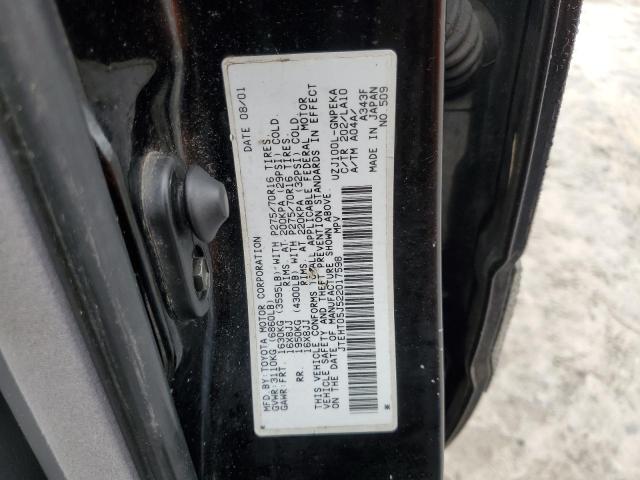 MFD.BY:TOYOTA MOTOR CORPORATION DATE 08/01
GVWR:3110KG (6860LB)
GAWR:FRT. 1630KG (3595LB) WITH P275/70R16 TIRES,
16X8JJ RIMS AT 200KPA (29PSI) COLD.
RR. 1950KG (4300LB) WITH P275/70R16 TIRES,
16X8JJ RIMS AT 220KPA (32PSI) COLD.
THIS VEHICLE CONFORMS TO ALL APPLICABLE FEDERAL MOTOR
VEHICLE SAFETY AND THEFT PREVENTION STANDARDS IN EFFECT
ON THE DATE OF MANUFACTURE SHOWN ABOVE.
JTEHT05J522017598 MPV
UZJ100L-GNPEKA
C/TR 202/LA10
A/TM A04A/
A343F
* * MADE IN JAPAN
NO 509